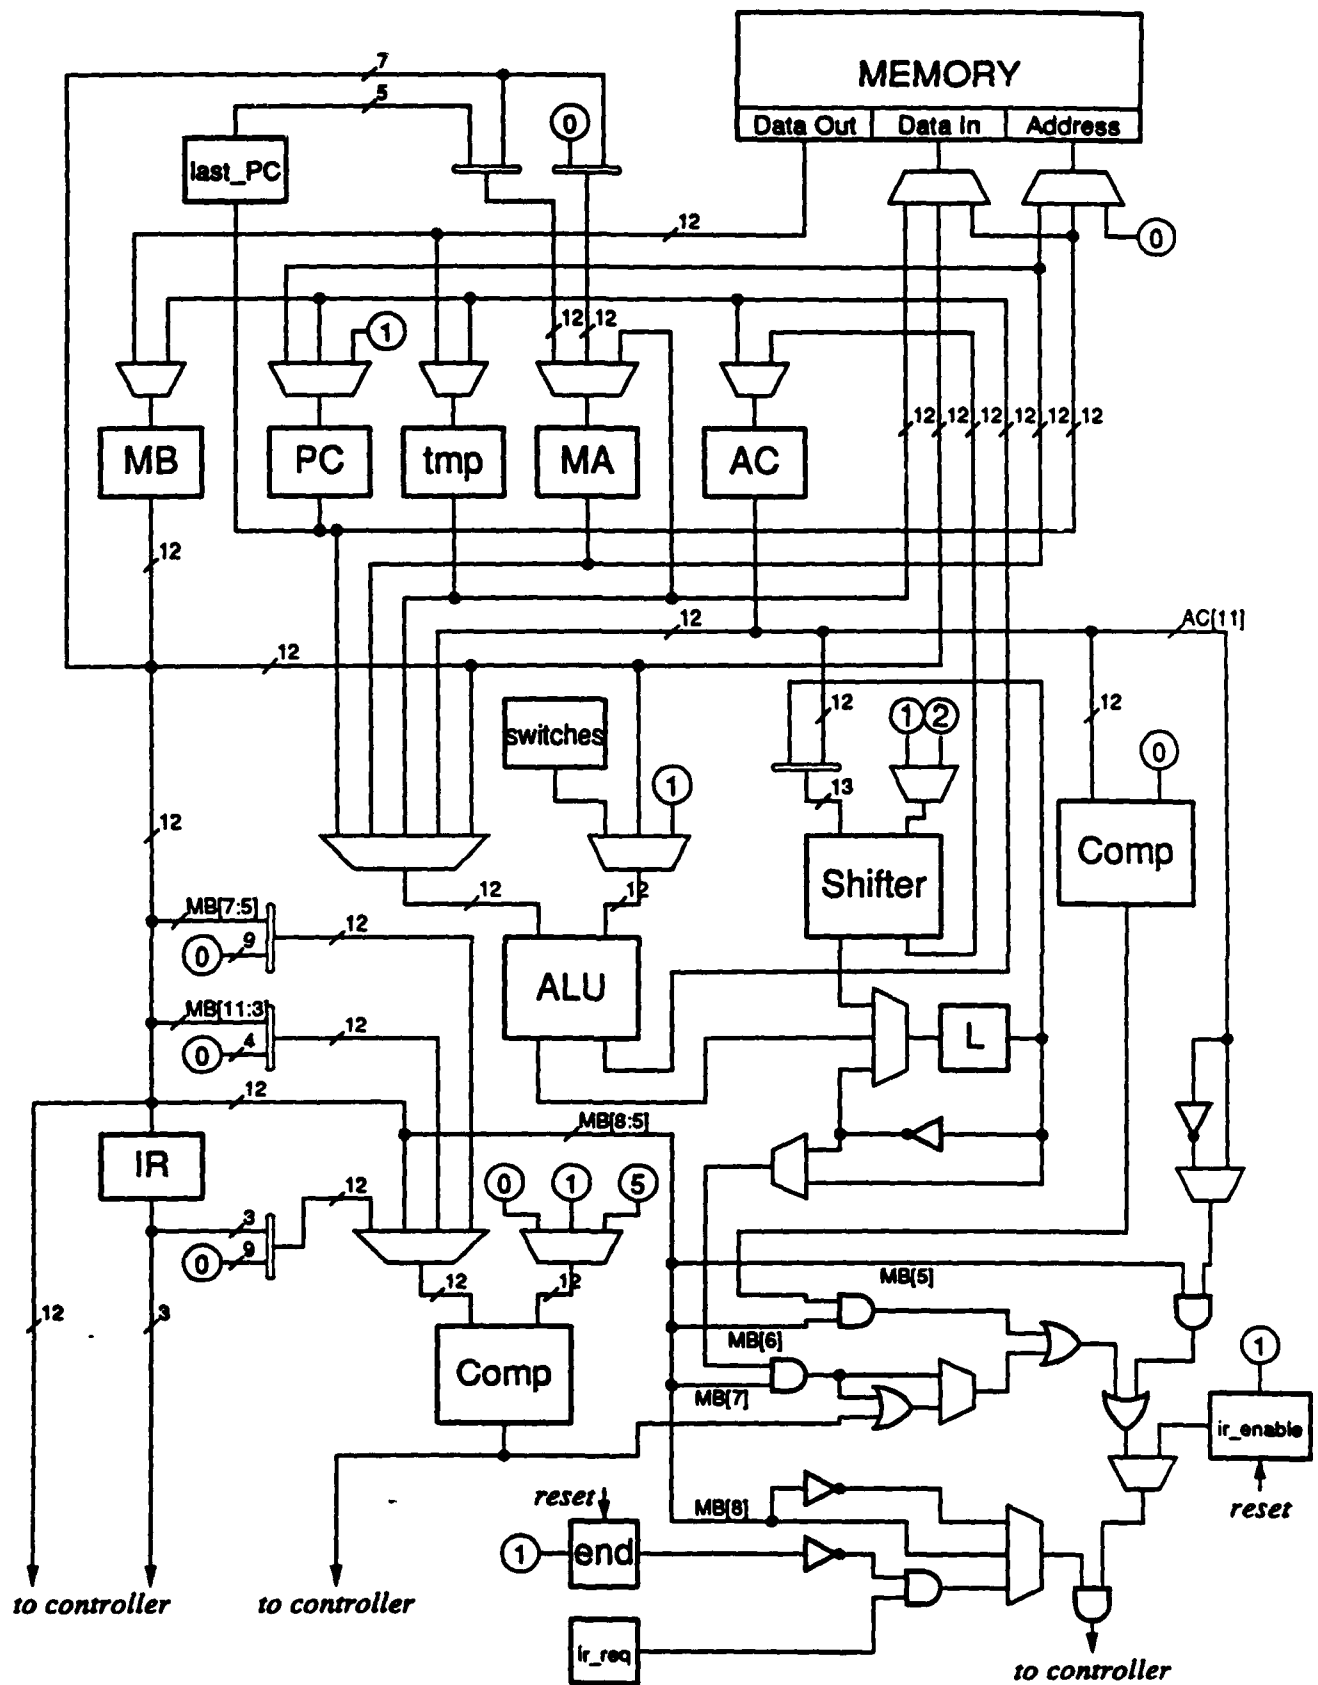 MEMORY
Data Out Data In Address
7
5
0
last_PC
12
0
1
12 12
12 12 12 12 12 12
MB PC tmp MA AC
12
12
AC[11]
12
switches
12
1 2
12
0
1
13
12
Comp
Shifter
12
12
MB[7:5]
12
0 9
ALU
MB[11:3]
12
0 4
L
12
MB[8:5]
IR
0 1 5
12
3
0 9
MB[5]
12 12
12
3
MB[6]
Comp
1
MB[7]
ir_enable
reset
MB[8]
reset
1
end
to controller
to controller
ir_req
to controller